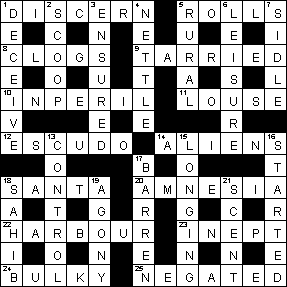 1 D I 2 S C 3 E R 4 N 5 R O 6 L L 7 S
E C N E U E I
8 C L O G S 9 T A R R I E D
E O U T A S L
10 I N P E R I L 11 L O U S E
V E E R
12 E S 13 C U D O 14 A 15 L I E N 16 S
O 17 B O T
18 S A N T 19 A 20 A M N E 21 S I A
A T G R G C R
22 H A R B O U R 23 I N E P T
I O N E N N E
24 B U L K Y 25 N E G A T E D